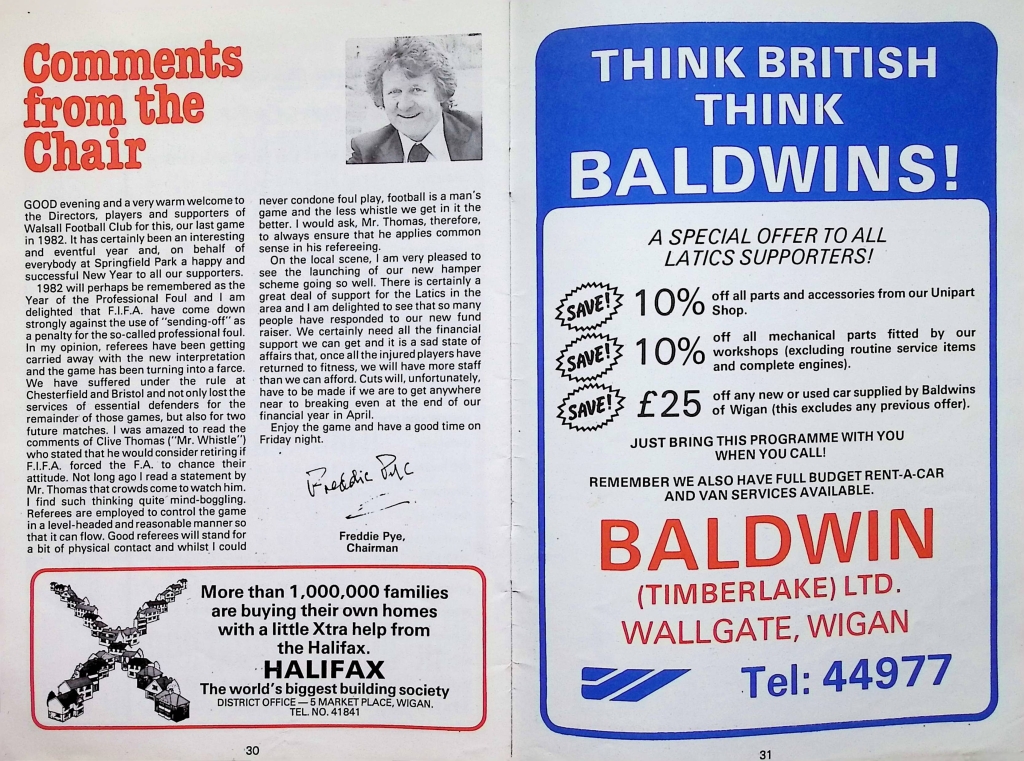 Comments
from the
Chair
GOOD evening and a very warm welcome to
the Directors, players and supporters of
Walsall Football Club for this, our last game
in 1982. It has certainly been an interesting
and eventful year and, on behalf of
everybody at Springfield Park a happy and
successful New Year to all our supporters.
1982 will perhaps be remembered as the
Year of the Professional Foul and I am
delighted that F.I.F.A. have come down
strongly against the use of "sending-off" as
a penalty for the so-called professional foul.
In my opinion, referees have been getting
carried away with the new interpretation
and the game has been turning into a farce.
We have suffered under the rule at
Chesterfield and Bristol and not only lost the
services of essential defenders for the
remainder of those games, but also for two
future matches. I was amazed to read the
comments of Clive Thomas ("Mr. Whistle")
who stated that he would consider retiring if
F.I.F.A. forced the F.A. to chance their
attitude. Not long ago I read a statement by
Mr. Thomas that crowds come to watch him.
I find such thinking quite mind-boggling.
Referees are employed to control the game
in a level-headed and reasonable manner so
that it can flow. Good referees will stand for
a bit of physical contact and whilst I could
never condone foul play, football is a man's
game and the less whistle we get in it the
better. I would ask, Mr. Thomas, therefore,
to always ensure that he applies common
sense in his refereeing.
On the local scene, I am very pleased to
see the launching of our new hamper
scheme going so well. There is certainly a
great deal of support for the Latics in the
area and I am delighted to see that so many
people have responded to our new fund
raiser. We certainly need all the financial
support we can get and it is a sad state of
affairs that, once all the injured players have
returned to fitness, we will have more staff
than we can afford. Cuts will, unfortunately,
have to be made if we are to get anywhere
near to breaking even at the end of our
financial year in April.
Enjoy the game and have a good time on
Friday night.
Freddie Pye
Freddie Pye,
Chairman
More than 1,000,000 families
are buying their own homes
with a little Xtra help from
the Halifax.
HALIFAX
The world's biggest building society
DISTRICT OFFICE — 5 MARKET PLACE, WIGAN.
TEL. NO. 41841
30
THINK BRITISH
THINK
BALDWINS!
A SPECIAL OFFER TO ALL
LATICS SUPPORTERS!
SAVE! 10% off all parts and accessories from our Unipart
Shop.
SAVE! 10% off all mechanical parts fitted by our
workshops (excluding routine service items
and complete engines).
SAVE! £25 off any new or used car supplied by Baldwins
of Wigan (this excludes any previous offer).
JUST BRING THIS PROGRAMME WITH YOU
WHEN YOU CALL!
REMEMBER WE ALSO HAVE FULL BUDGET RENT-A-CAR
AND VAN SERVICES AVAILABLE.
BALDWIN
(TIMBERLAKE) LTD.
WALLGATE, WIGAN
Tel: 44977
31